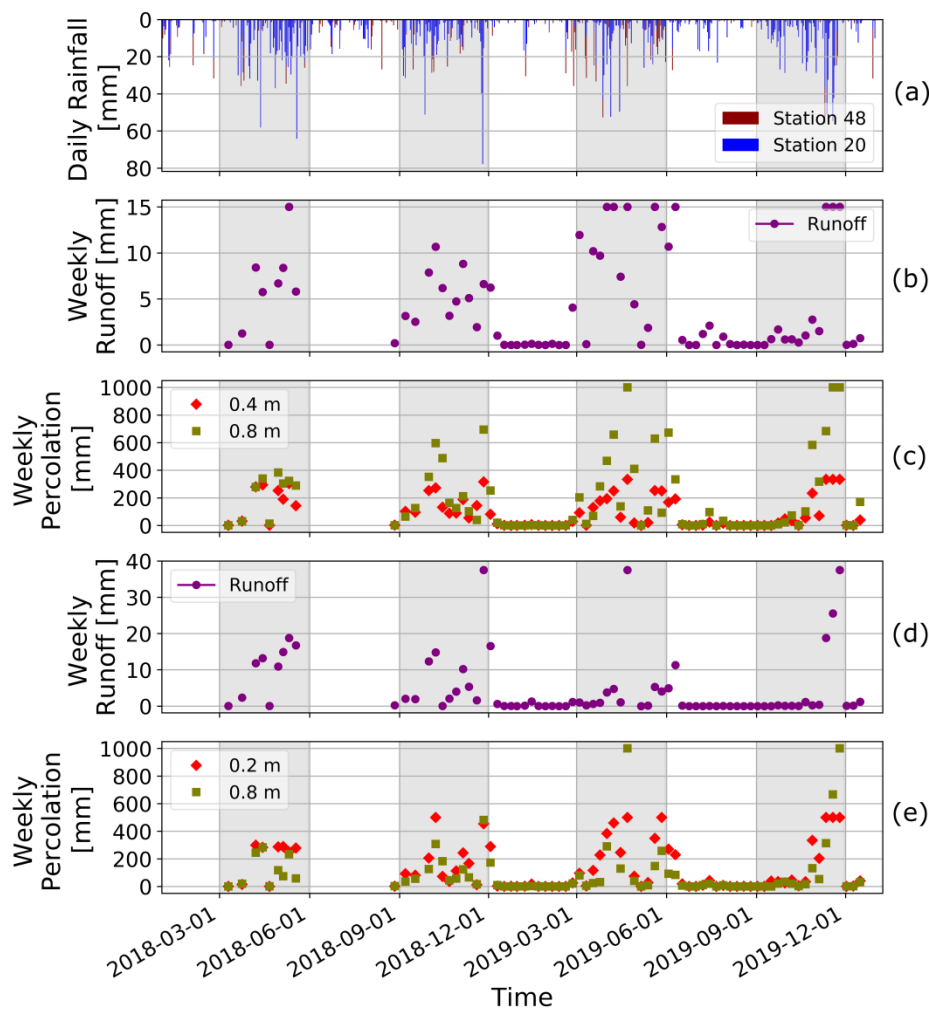 0
20
40
60
80
Daily Rainfall
[mm]
Station 48
Station 20
(a)
15
10
5
0
Weekly
Runoff [mm]
Runoff
(b)
1000
800
600
400
200
0
Weekly
Percolation
[mm]
0.4 m
0.8 m
(c)
40
30
20
10
0
Weekly
Runoff [mm]
Runoff
(d)
1000
800
600
400
200
0
Weekly
Percolation
[mm]
0.2 m
0.8 m
(e)
2018-03-01
2018-06-01
2018-09-01
2018-12-01
2019-03-01
2019-06-01
2019-09-01
2019-12-01
Time